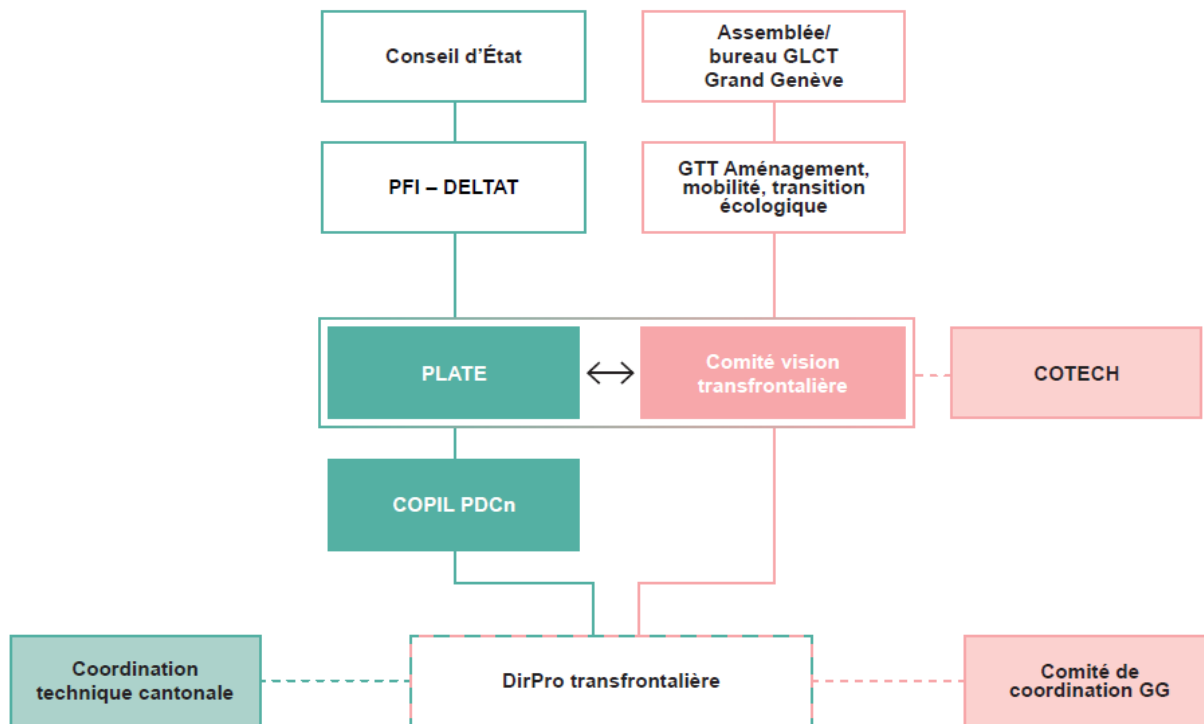 Conseil d’État
Assemblée/
bureau GLCT
Grand Genève
PFI – DELTAT
GTT Aménagement,
mobilité, transition
écologique
PLATE
Comité vision
transfrontalière
COTECH
COPIL PDCn
Coordination
technique cantonale
DirPro transfrontalière
Comité de
coordination GG